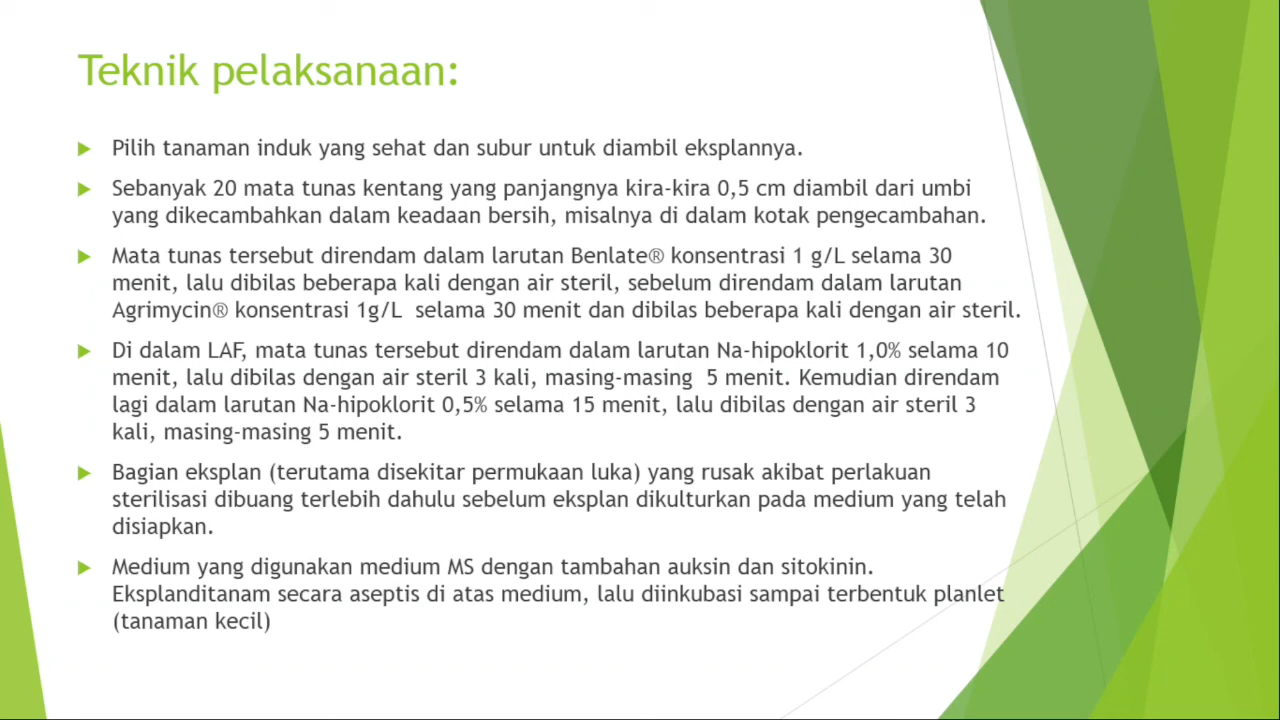 Teknik pelaksanaan:
Pilih tanaman induk yang sehat dan subur untuk diambil eksplannya.
Sebanyak 20 mata tunas kentang yang panjangnya kira-kira 0,5 cm diambil dari umbi
yang dikecambahkan dalam keadaan bersih, misalnya di dalam kotak pengecambahan.
Mata tunas tersebut direndam dalam larutan Benlate® konsentrasi 1 g/L selama 30
menit, lalu dibilas beberapa kali dengan air steril, sebelum direndam dalam larutan
Agrimycin® konsentrasi 1g/L  selama 30 menit dan dibilas beberapa kali dengan air steril.
Di dalam LAF, mata tunas tersebut direndam dalam larutan Na-hipoklorit 1,0% selama 10
menit, lalu dibilas dengan air steril 3 kali, masing-masing  5 menit. Kemudian direndam
lagi dalam larutan Na-hipoklorit 0,5% selama 15 menit, lalu dibilas dengan air steril 3
kali, masing-masing 5 menit.
Bagian eksplan (terutama disekitar permukaan luka) yang rusak akibat perlakuan
sterilisasi dibuang terlebih dahulu sebelum eksplan dikulturkan pada medium yang telah
disiapkan.
Medium yang digunakan medium MS dengan tambahan auksin dan sitokinin.
Eksplanditanam secara aseptis di atas medium, lalu diinkubasi sampai terbentuk planlet
(tanaman kecil)